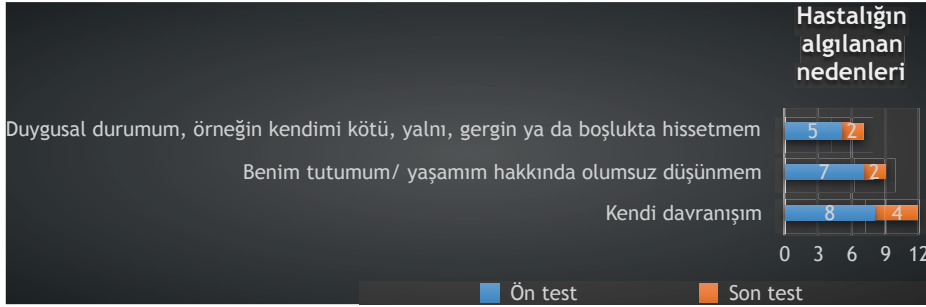 Hastalığın
algılanan
nedenleri
Duygusal durumum, örneğin kendimi kötü, yalnı, gergin ya da boşlukta hissetmem
5 2
Benim tutumum/ yaşamım hakkında olumsuz düşünmem
7 2
Kendi davranışım
8 4
0 3 6 9 12
Ön test Son test